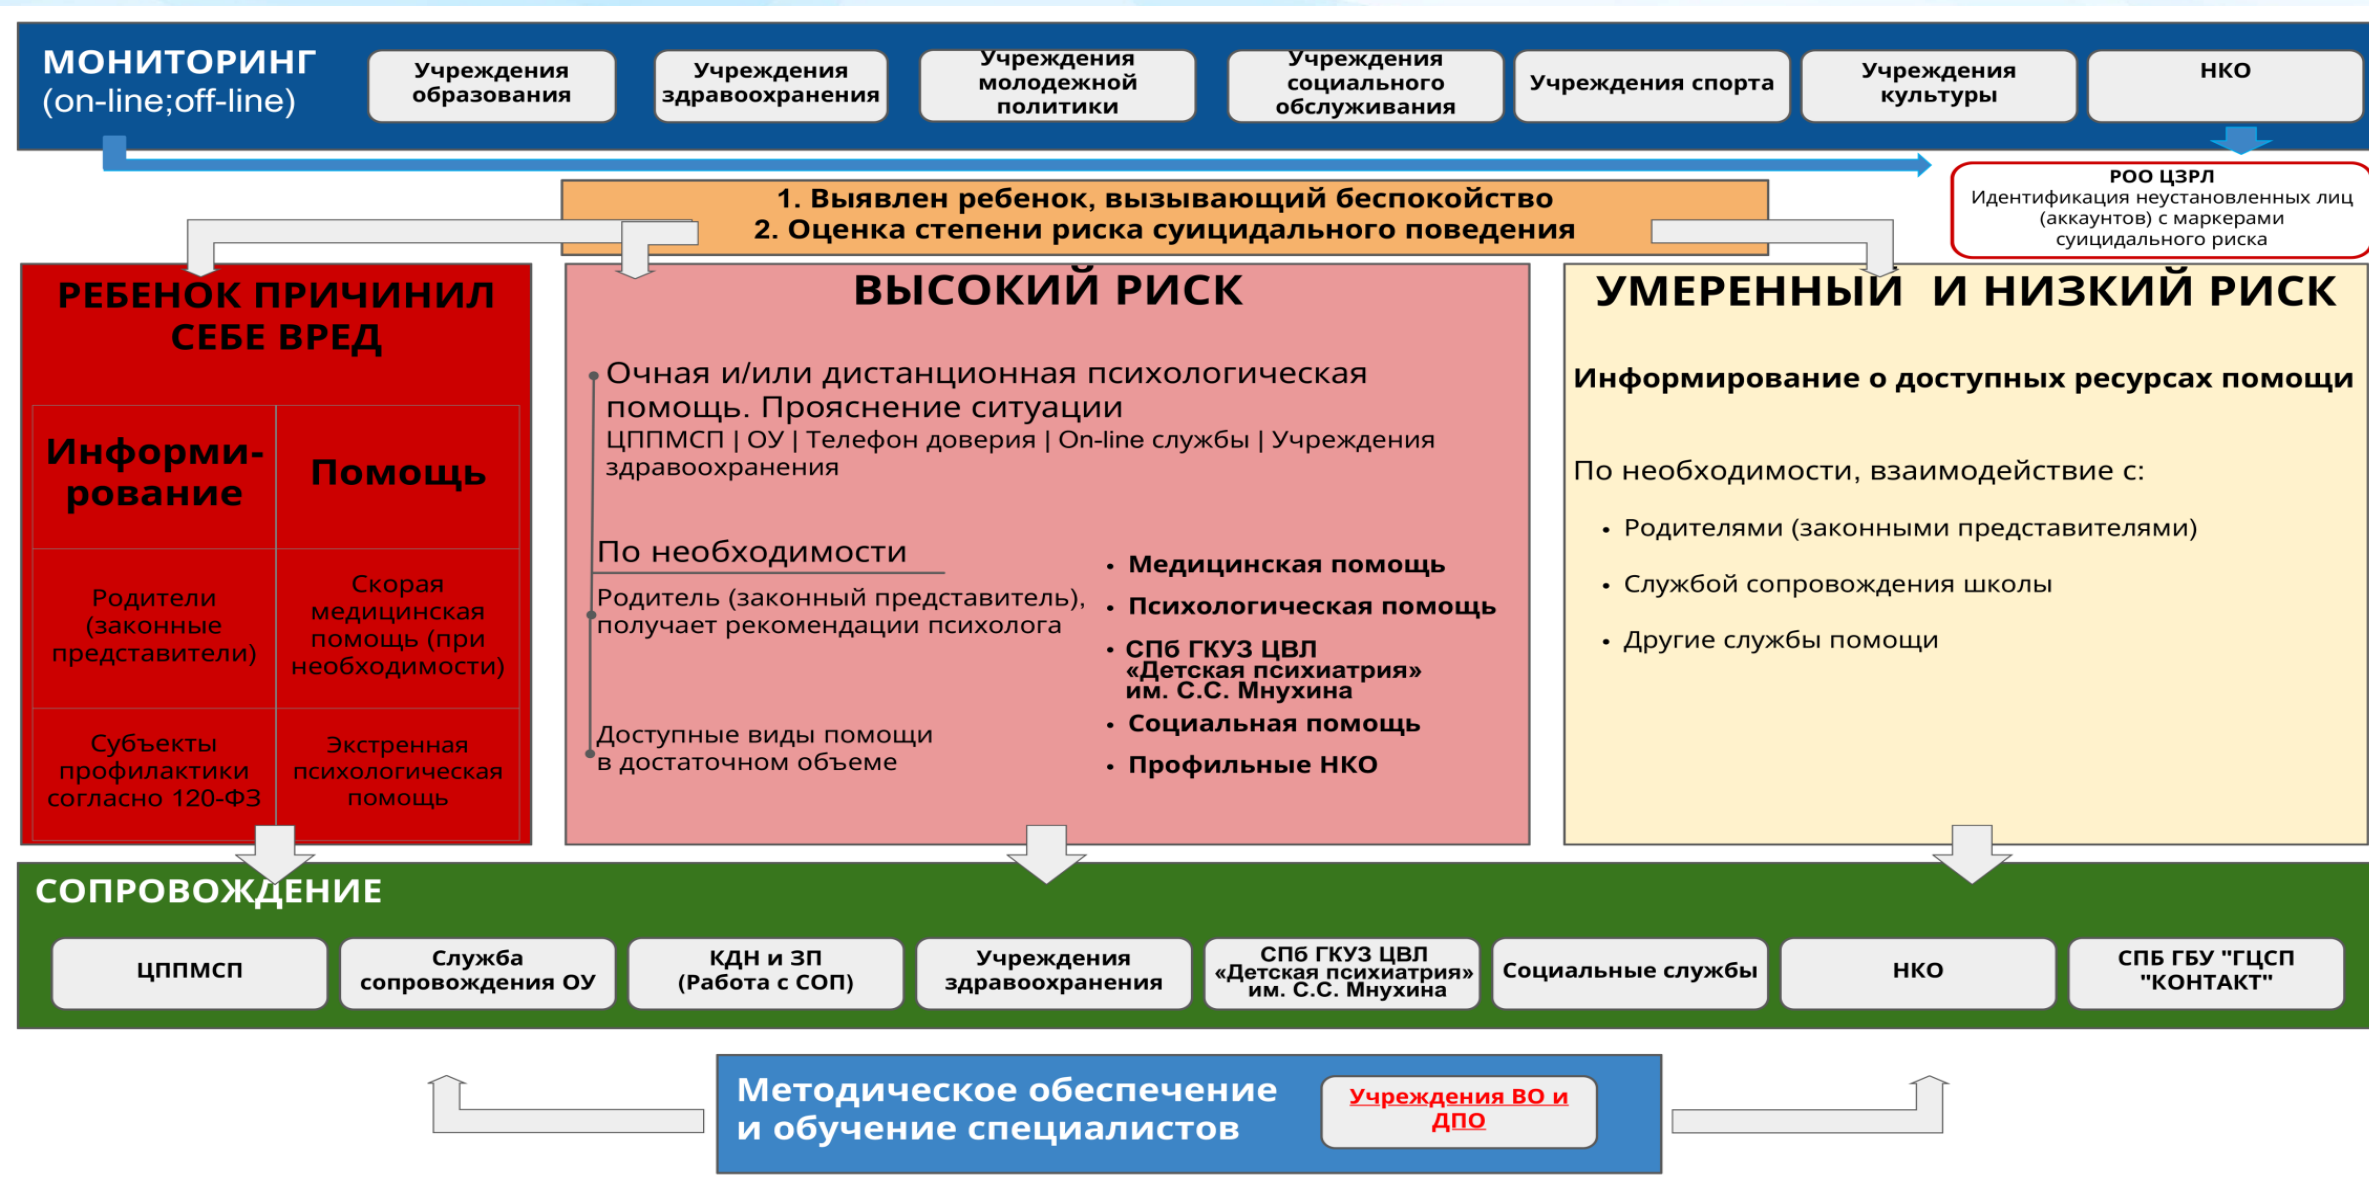 МОНИТОРИНГ
(on-line;off-line)
Учреждения
образования
Учреждения
здравоохранения
Учреждения
молодежной
политики
Учреждения
социального
обслуживания
Учреждения спорта
Учреждения
культуры
НКО
РОО ЦЗРЛ
Идентификация неустановленных лиц
(аккаунтов) с маркерами
суицидального риска
1. Выявлен ребенок, вызывающий беспокойство
2. Оценка степени риска суицидального поведения
РЕБЕНОК ПРИЧИНИЛ
СЕБЕ ВРЕД
Информи-
рование
Помощь
Родители
(законные
представители)
Скорая
медицинская
помощь (при
необходимости)
Субъекты
профилактики
согласно 120-ФЗ
Экстренная
психологическая
помощь
ВЫСОКИЙ РИСК
Очная и/или дистанционная психологическая
помощь. Прояснение ситуации
ЦППМСП | ОУ | Телефон доверия | On-line службы | Учреждения
здравоохранения
По необходимости
Родитель (законный представитель),
получает рекомендации психолога
Доступные виды помощи
в достаточном объеме
• Медицинская помощь
• Психологическая помощь
• СПб ГКУЗ ЦВЛ
«Детская психиатрия»
им. С.С. Мнухина
• Социальная помощь
• Профильные НКО
УМЕРЕННЫЙ И НИЗКИЙ РИСК
Информирование о доступных ресурсах помощи
По необходимости, взаимодействие с:
• Родителями (законными представителями)
• Службой сопровождения школы
• Другие службы помощи
СОПРОВОЖДЕНИЕ
ЦППМСП
Служба
сопровождения ОУ
КДН и ЗП
(Работа с СОП)
Учреждения
здравоохранения
СПб ГКУЗ ЦВЛ
«Детская психиатрия»
им. С.С. Мнухина
Социальные службы
НКО
СПБ ГБУ "ГЦСП
"КОНТАКТ"
Методическое обеспечение
и обучение специалистов
Учреждения ВО и
ДПО